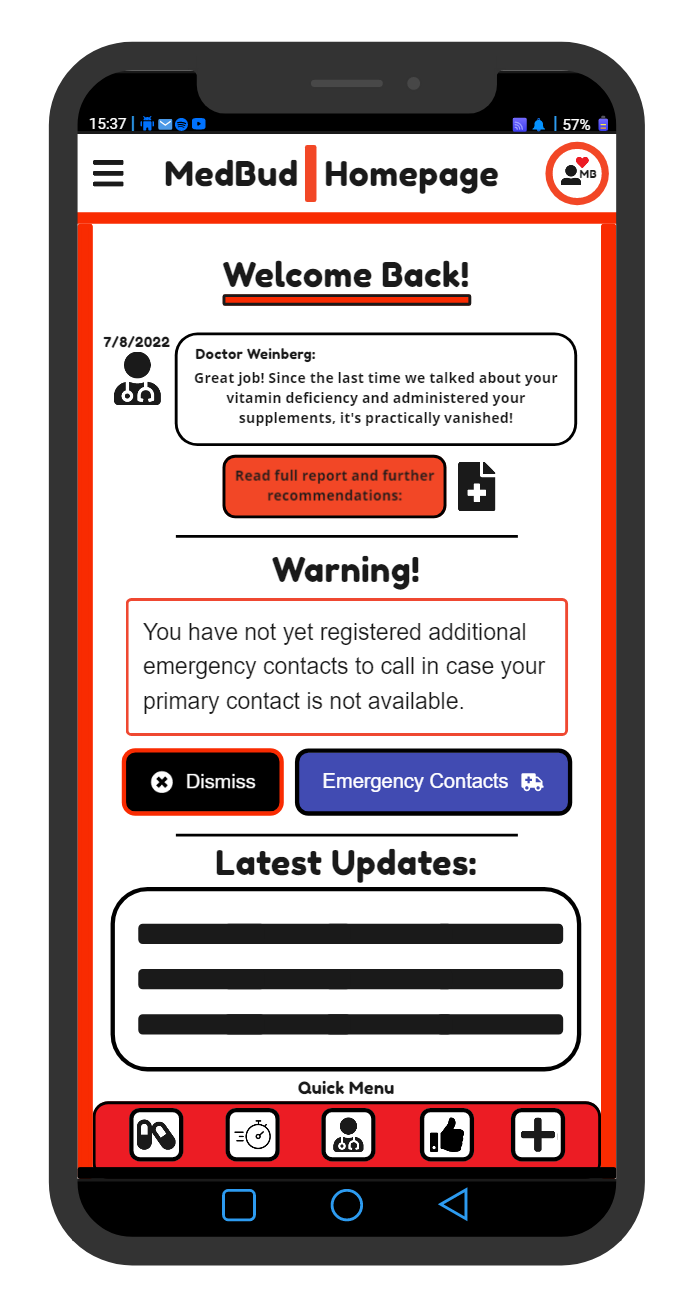 15:37
57%
MedBud Homepage
MB
Welcome Back!
7/8/2022
Doctor Weinberg:
Great job! Since the last time we talked about your
vitamin deficiency and administered your
supplements, it's practically vanished!
Read full report and further
recommendations:
Warning!
You have not yet registered additional
emergency contacts to call in case your
primary contact is not available.
Dismiss
Emergency Contacts
Latest Updates:
Quick Menu